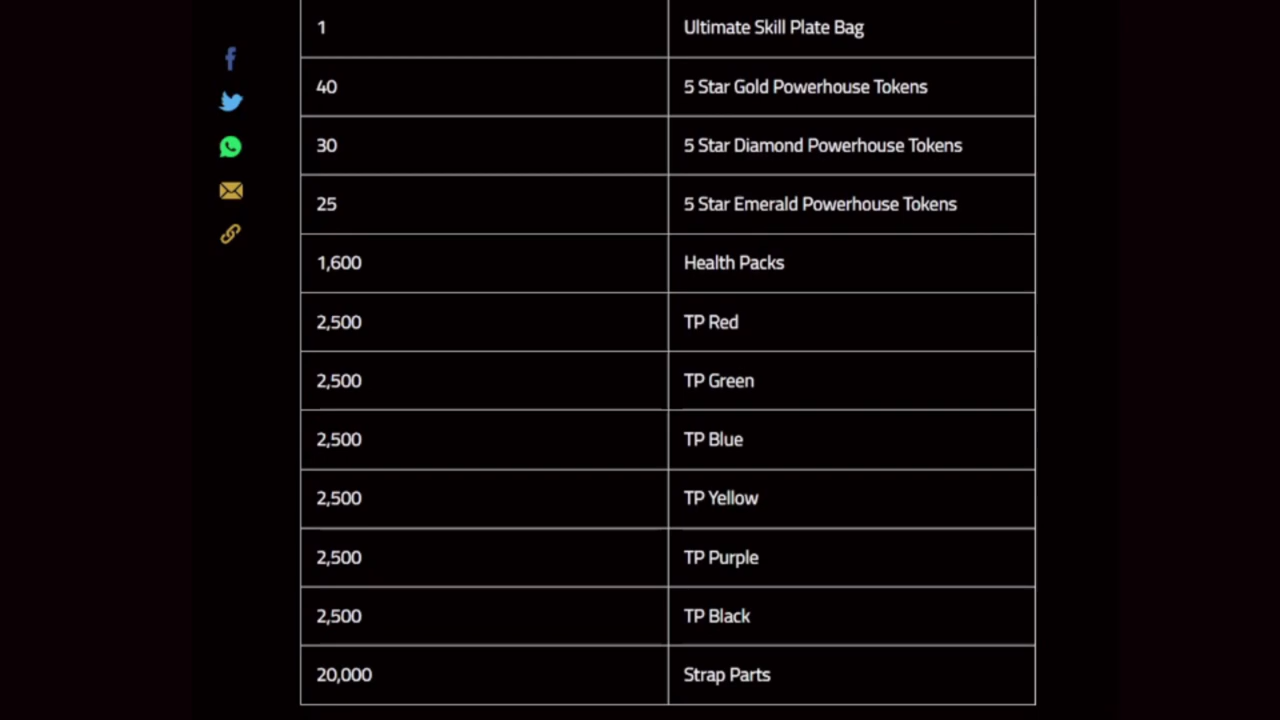 1 Ultimate Skill Plate Bag
40 5 Star Gold Powerhouse Tokens
30 5 Star Diamond Powerhouse Tokens
25 5 Star Emerald Powerhouse Tokens
1,600 Health Packs
2,500 TP Red
2,500 TP Green
2,500 TP Blue
2,500 TP Yellow
2,500 TP Purple
2,500 TP Black
20,000 Strap Parts